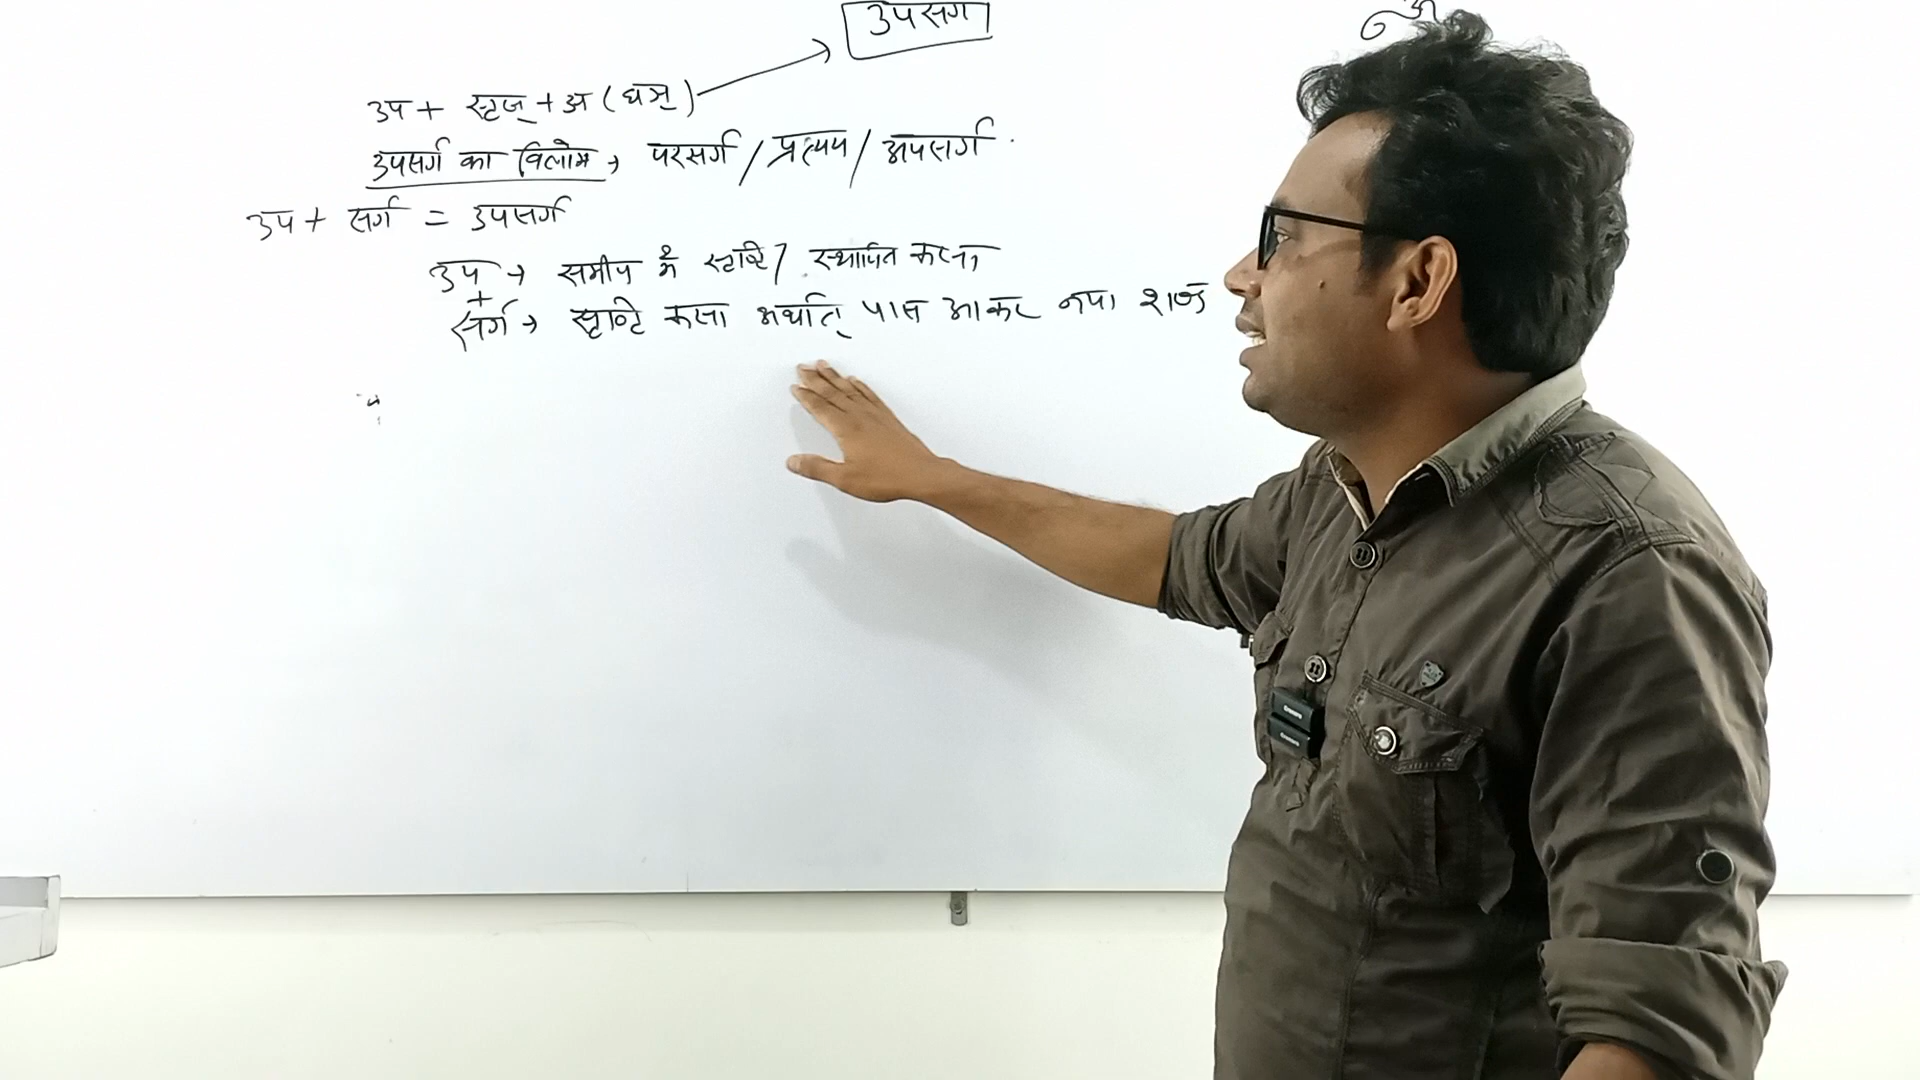 उपसर्ग
उप + सृज् + अ (घञ्)
उपसर्ग का विलोम → परसर्ग / प्रत्यय / अपसर्ग
उप + सर्ग = उपसर्ग
उप → समीप में सृष्टि / स्थापित करना
+
सर्ग → सृष्टि करना अर्थात् पास आकर नया शब्द